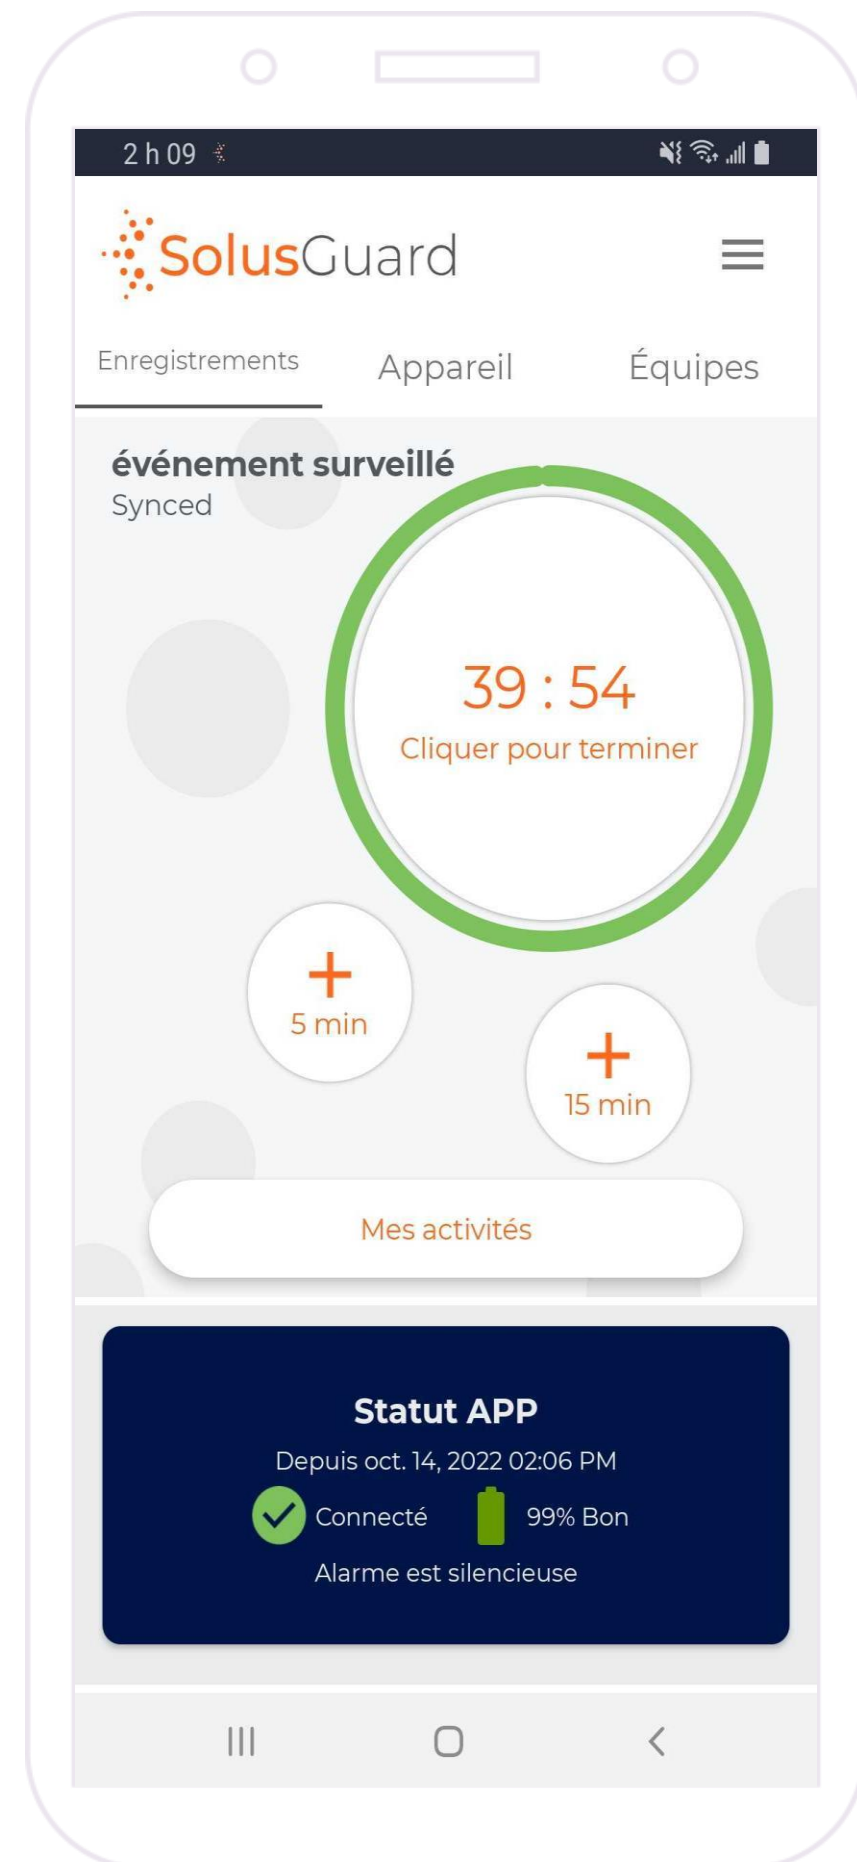 2 h 09
SolusGuard
Enregistrements Appareil Équipes
événement surveillé
Synced
39 : 54
Cliquer pour terminer
+
5 min
+
15 min
Mes activités
Statut APP
Depuis oct. 14, 2022 02:06 PM
Connecté 99% Bon
Alarme est silencieuse